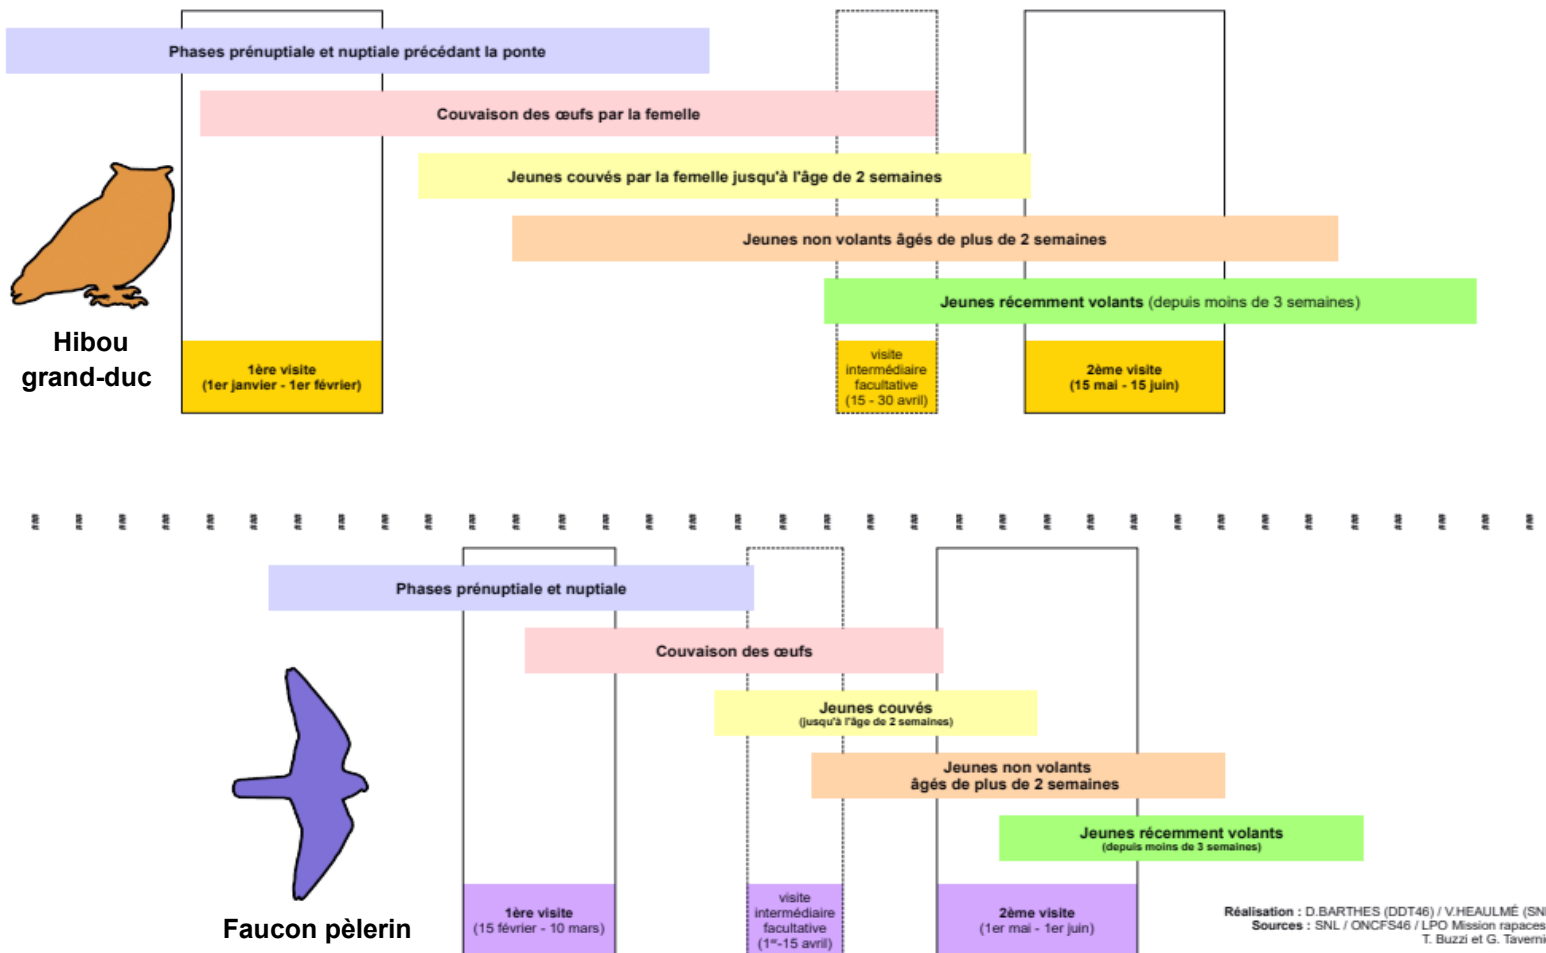 Phases prénuptiale et nuptiale précédant la ponte
Couvaison des œufs par la femelle
Jeunes couvés par la femelle jusqu'à l'âge de 2 semaines
Jeunes non volants âgés de plus de 2 semaines
Jeunes récemment volants (depuis moins de 3 semaines)
Hibou
grand-duc
1ère visite
(1er janvier - 1er février)
visite
intermédiaire
facultative
(15 - 30 avril)
2ème visite
(15 mai - 15 juin)
### ### ### ### ### ### ### ### ### ### ### ### ### ### ### ### ### ### ### ### ### ### ### ### ### ### ### ### ### ### ### ### ### ### ###
Phases prénuptiale et nuptiale
Couvaison des œufs
Jeunes couvés
(jusqu'à l'âge de 2 semaines)
Jeunes non volants
âgés de plus de 2 semaines
Jeunes récemment volants
(depuis moins de 3 semaines)
Faucon pèlerin
1ère visite
(15 février - 10 mars)
visite
intermédiaire
facultative
(1er-15 avril)
2ème visite
(1er mai - 1er juin)
Réalisation : D.BARTHES (DDT46) / V.HEAULMÉ (SN
Sources : SNL / ONCFS46 / LPO Mission rapaces
T. Buzzi et G. Taverni